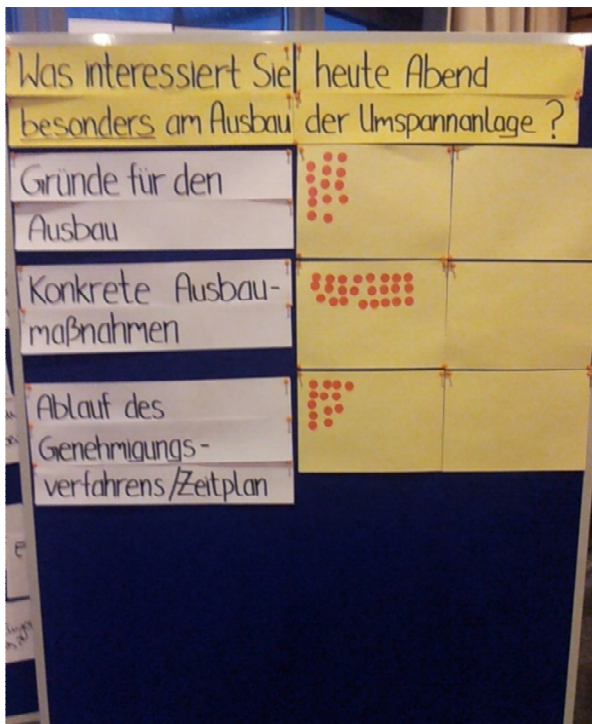 Was interessiert Sie heute Abend
besonders am Ausbau der Umspannanlage?
Gründe für den
Ausbau
Konkrete Ausbau-
maßnahmen
Ablauf des
Genehmigungs-
verfahrens/Zeitplan